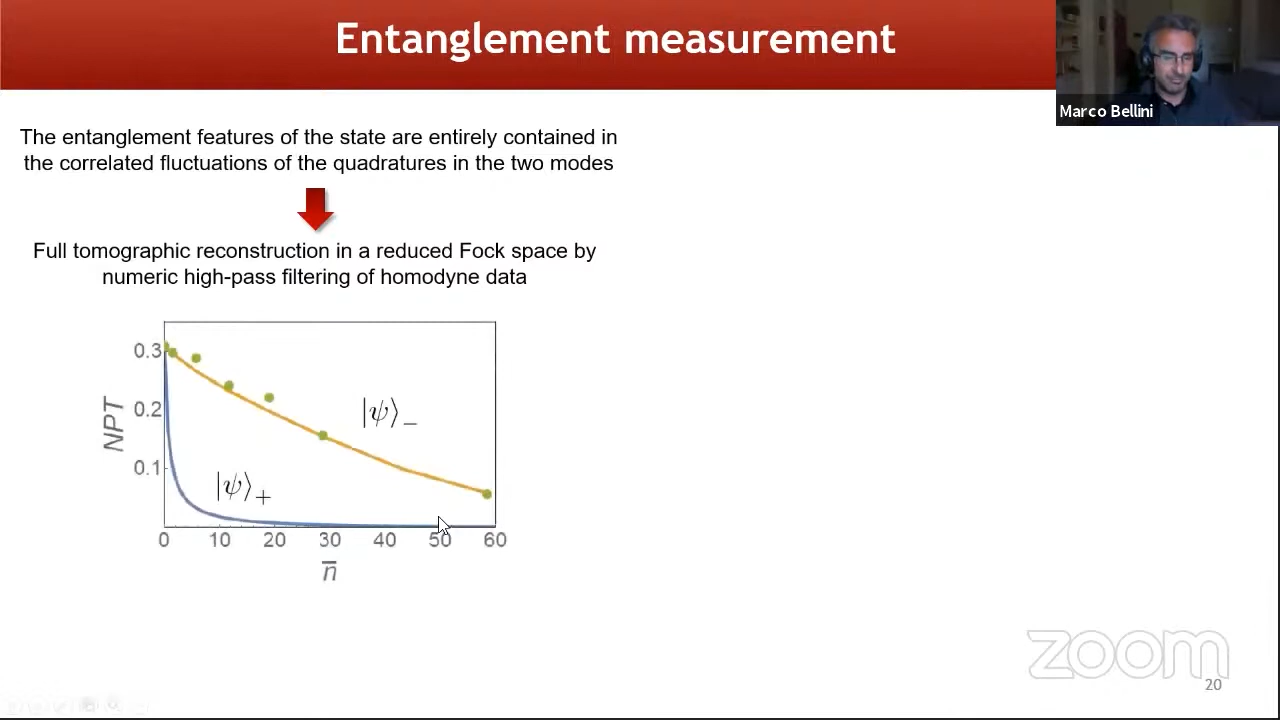 Entanglement measurement
Marco Bellini
The entanglement features of the state are entirely contained in
the correlated fluctuations of the quadratures in the two modes
Full tomographic reconstruction in a reduced Fock space by
numeric high-pass filtering of homodyne data
0.3
0.2
0.1
NPT
|ψ⟩−
|ψ⟩+
0 10 20 30 40 50 60
n̅
zoom
20